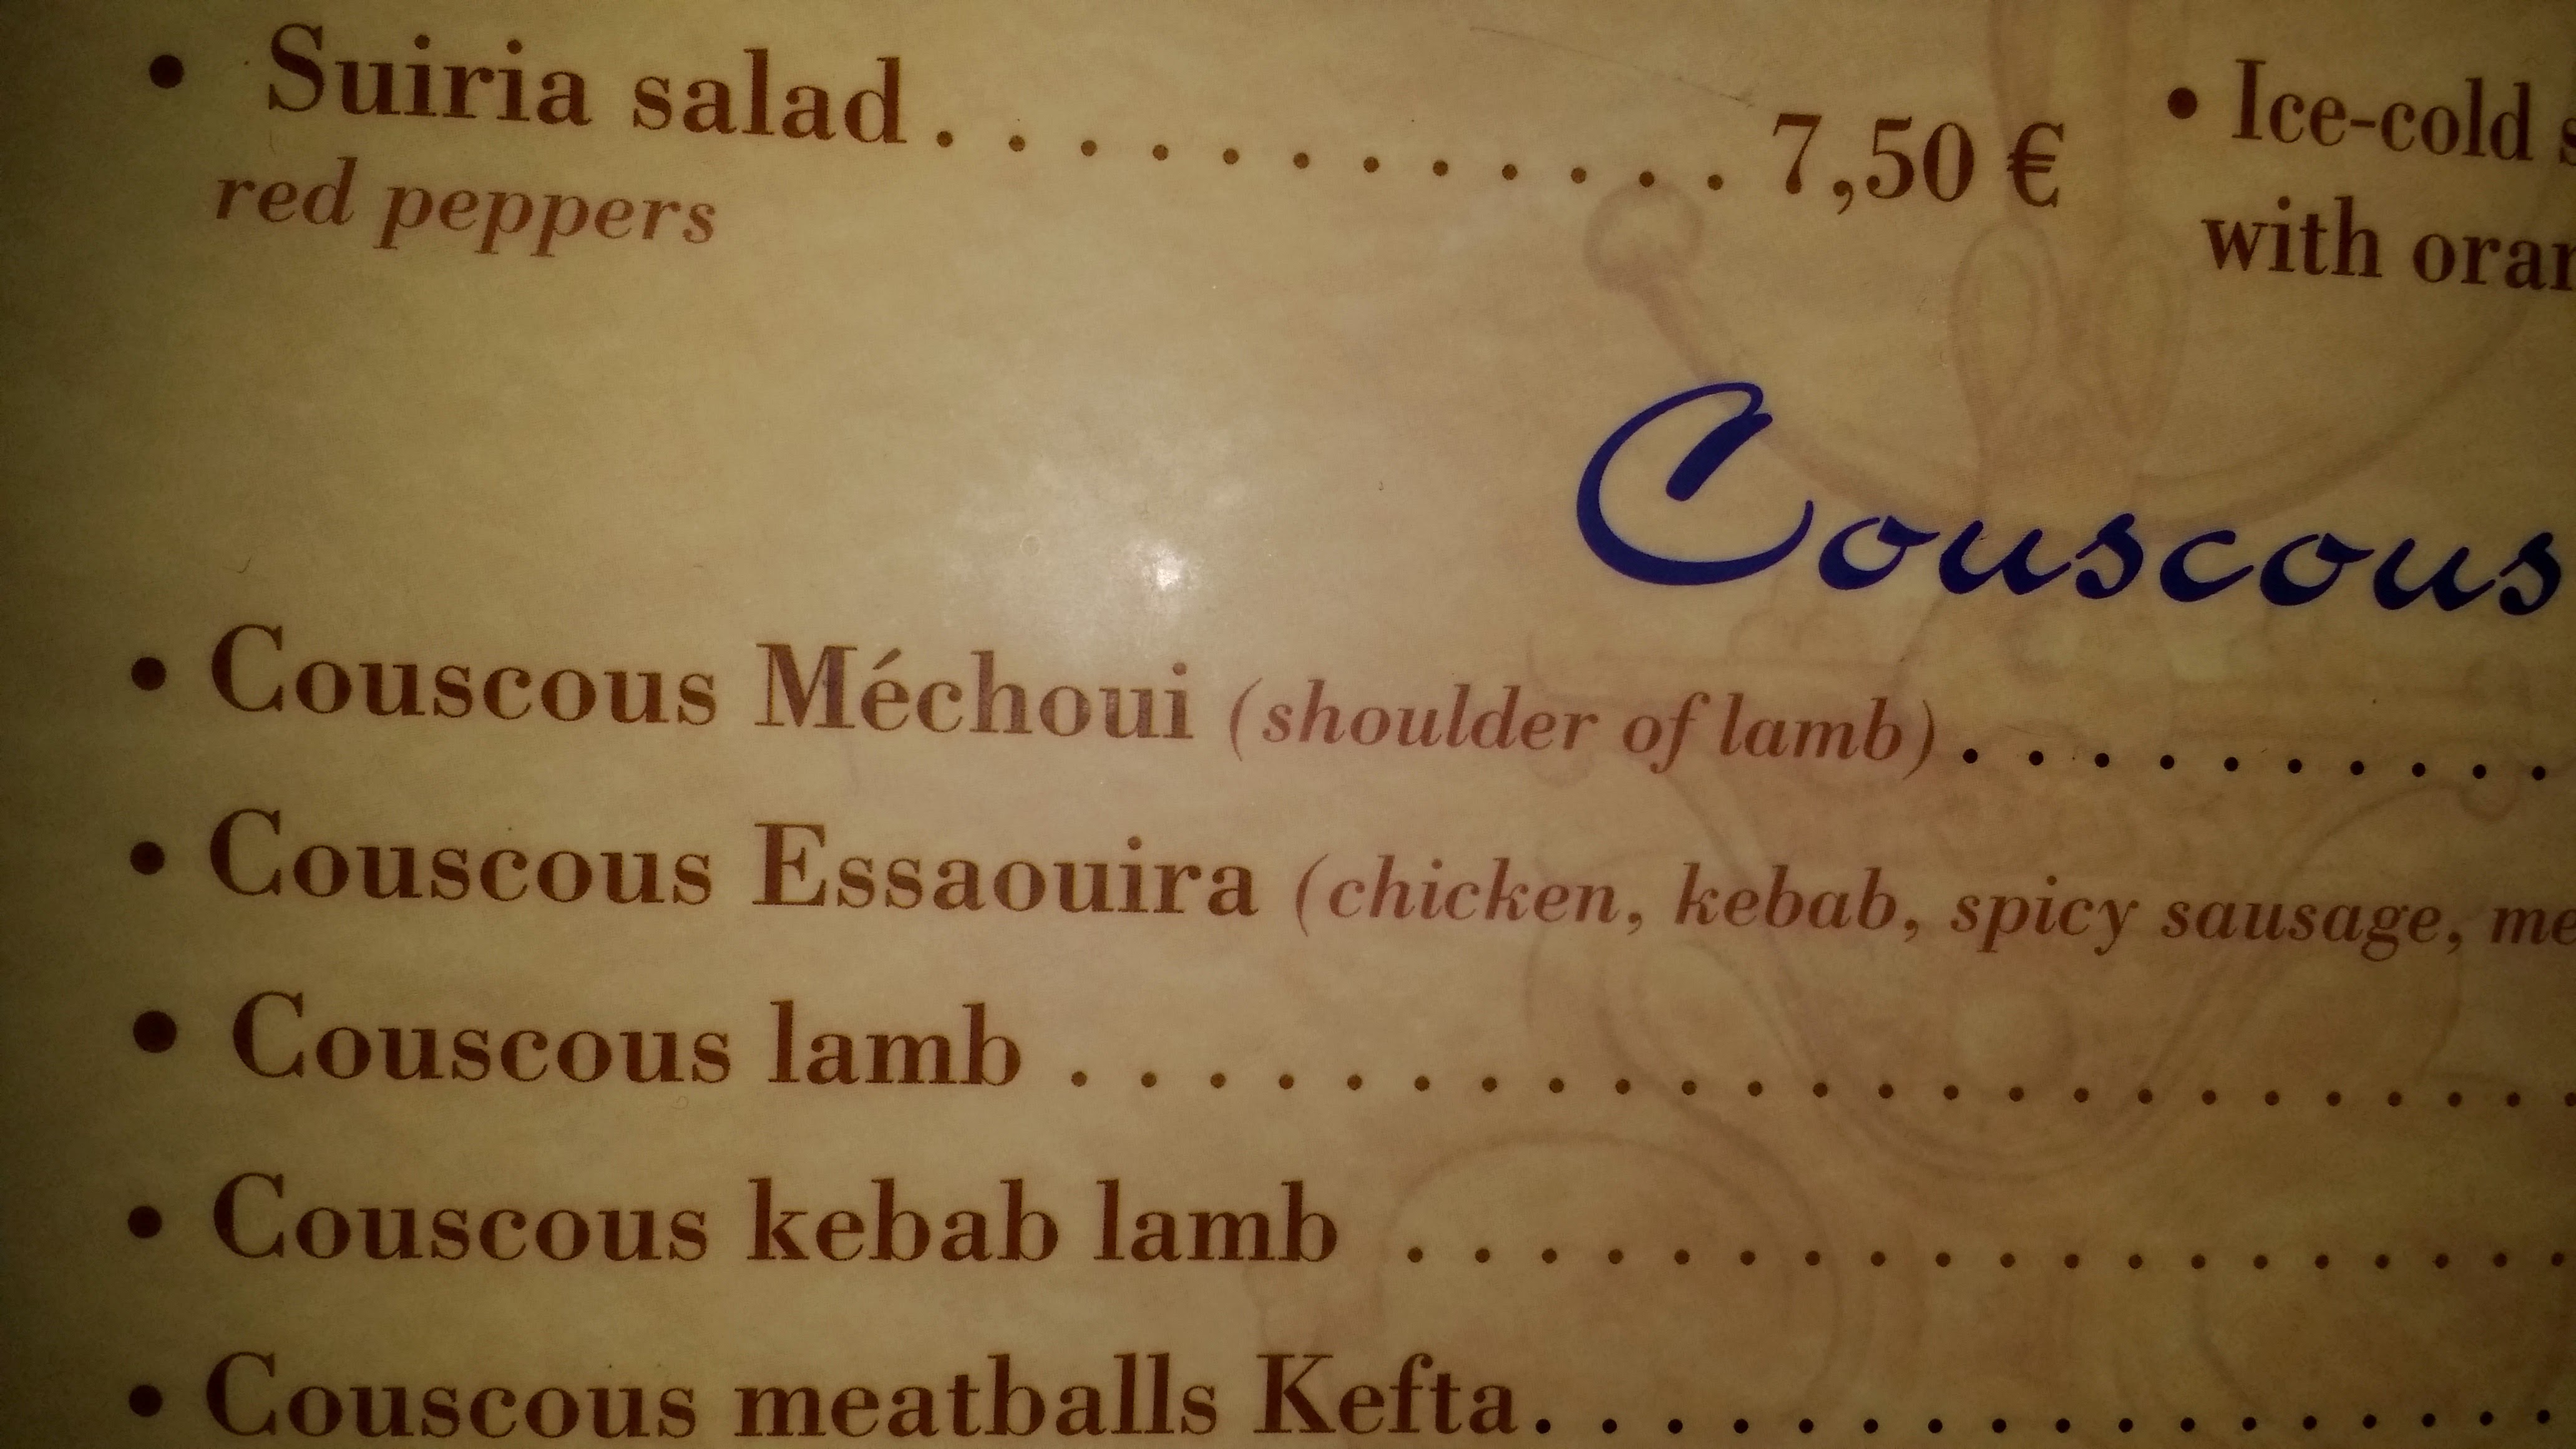 • Suiria salad . . . . . . . . . . . . 7,50 €
red peppers
• Ice-cold
with
Couscous
• Couscous Méchoui (shoulder of lamb) . . . . . . . . . .
• Couscous Essaouira (chicken, kebab, spicy sausage,
• Couscous lamb . . . . . . . . . . . . . . . . . . . . . . . .
• Couscous kebab lamb . . . . . . . . . . . . . . . . . . .
• Couscous meatballs Kefta . . . . . . . . . . . . . . . . .